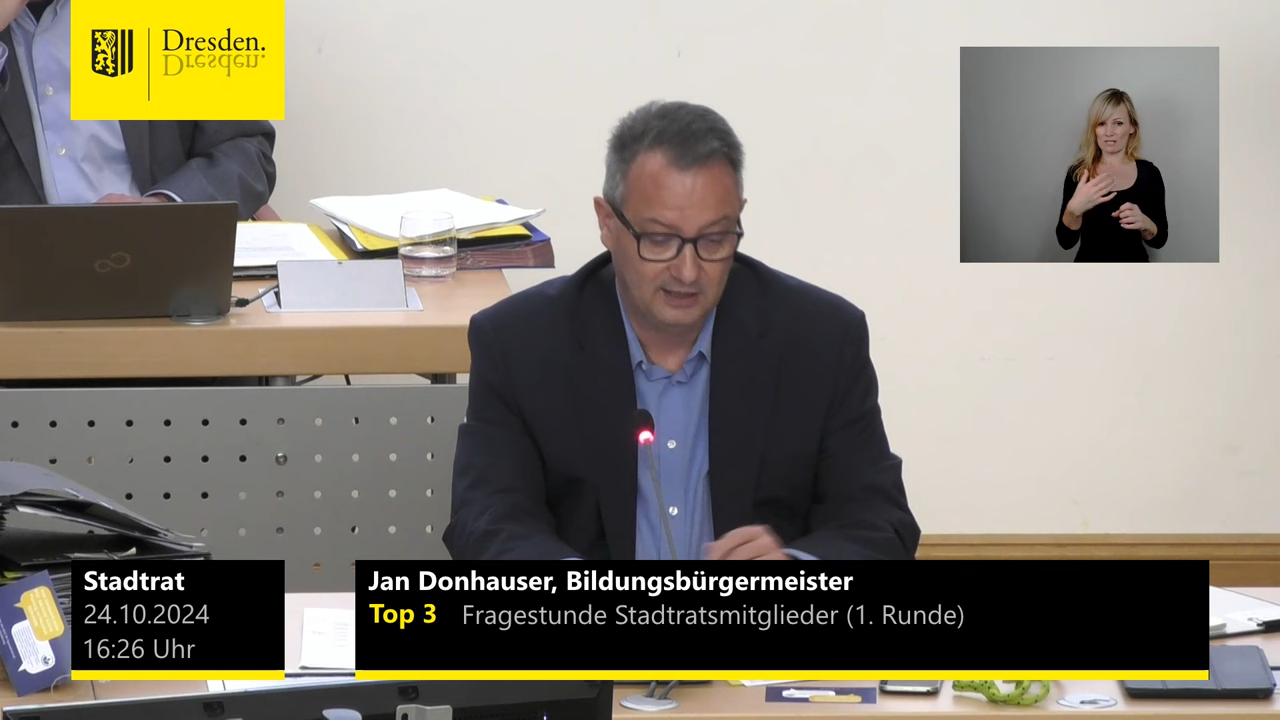 Dresden.
Dresden.
Stadtrat
24.10.2024
16:26 Uhr
Jan Donhauser, Bildungsbürgermeister
Top 3 Fragestunde Stadtratsmitglieder (1. Runde)